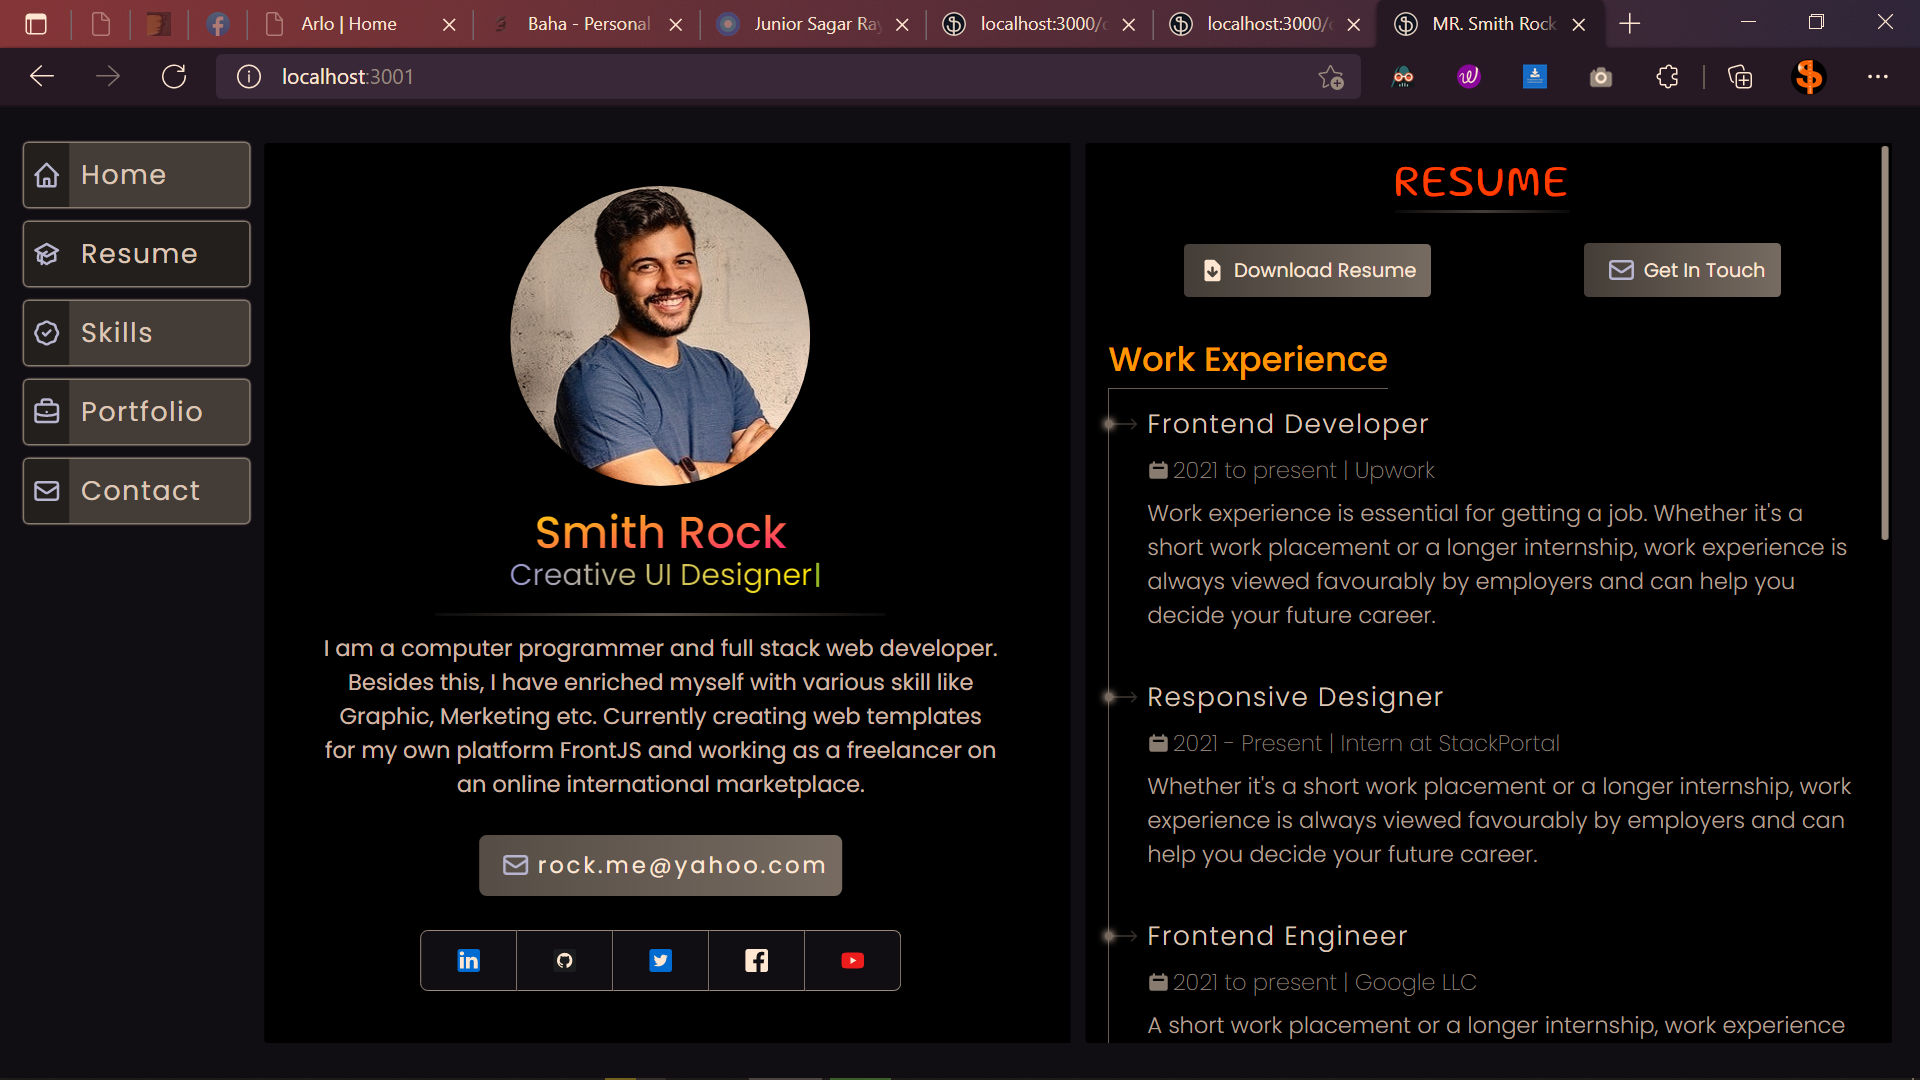 Arlo | Home
Baha - Personal
Junior Sagar Ray
localhost:3000/
localhost:3000/
MR. Smith Rock
localhost:3001
Home
Resume
Skills
Portfolio
Contact
Smith Rock
Creative UI Designer|
I am a computer programmer and full stack web developer.
Besides this, I have enriched myself with various skill like
Graphic, Merketing etc. Currently creating web templates
for my own platform FrontJS and working as a freelancer on
an online international marketplace.
rock.me@yahoo.com
RESUME
Download Resume
Get In Touch
Work Experience
Frontend Developer
2021 to present | Upwork
Work experience is essential for getting a job. Whether it's a
short work placement or a longer internship, work experience is
always viewed favourably by employers and can help you
decide your future career.
Responsive Designer
2021 - Present | Intern at StackPortal
Whether it's a short work placement or a longer internship, work
experience is always viewed favourably by employers and can
help you decide your future career.
Frontend Engineer
2021 to present | Google LLC
A short work placement or a longer internship, work experience